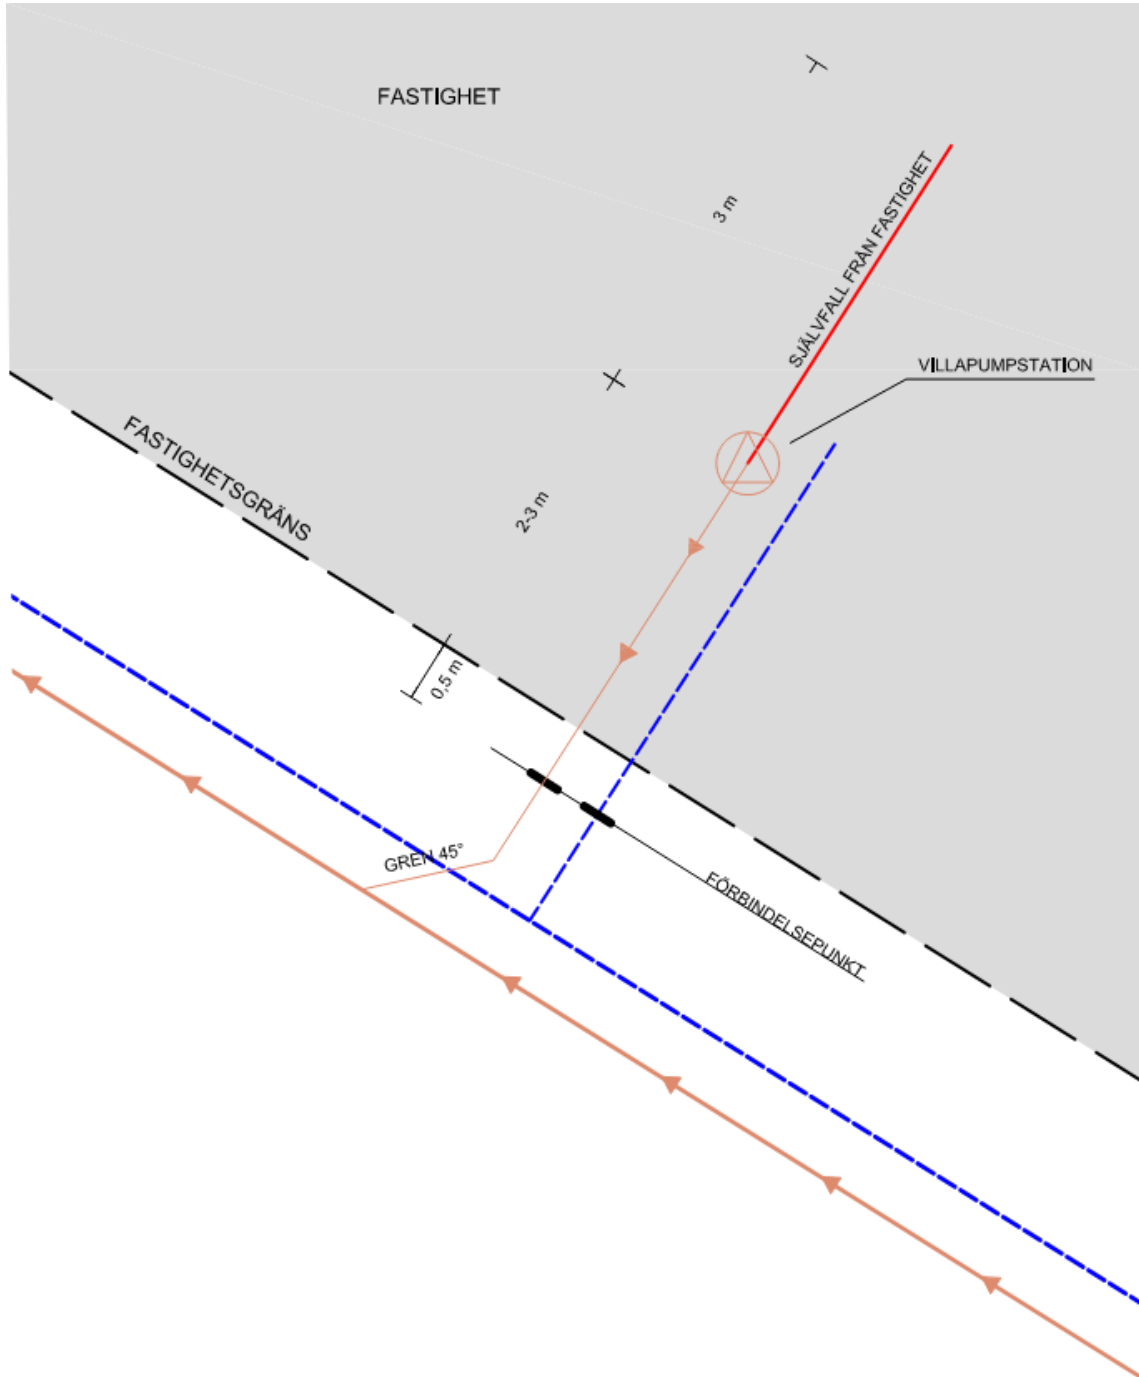 FASTIGHET
3 m
SJÄLVFALL FRÅN FASTIGHET
VILLAPUMPSTATION
FASTIGHETSGRÄNS
2-3 m
0,5 m
GREN 45°
FÖRBINDELSEPUNKT